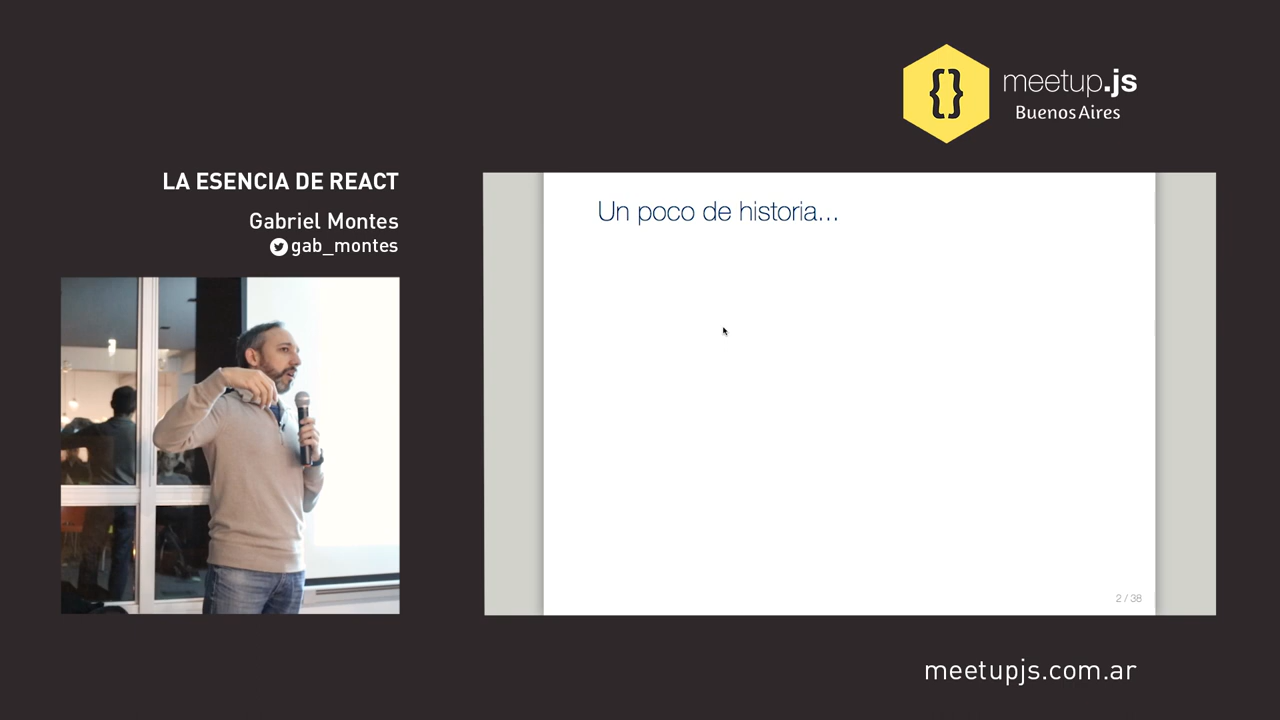 {}
meetup.js
Buenos Aires
LA ESENCIA DE REACT
Gabriel Montes
gab_montes
Un poco de historia...
2 / 38
meetupjs.com.ar